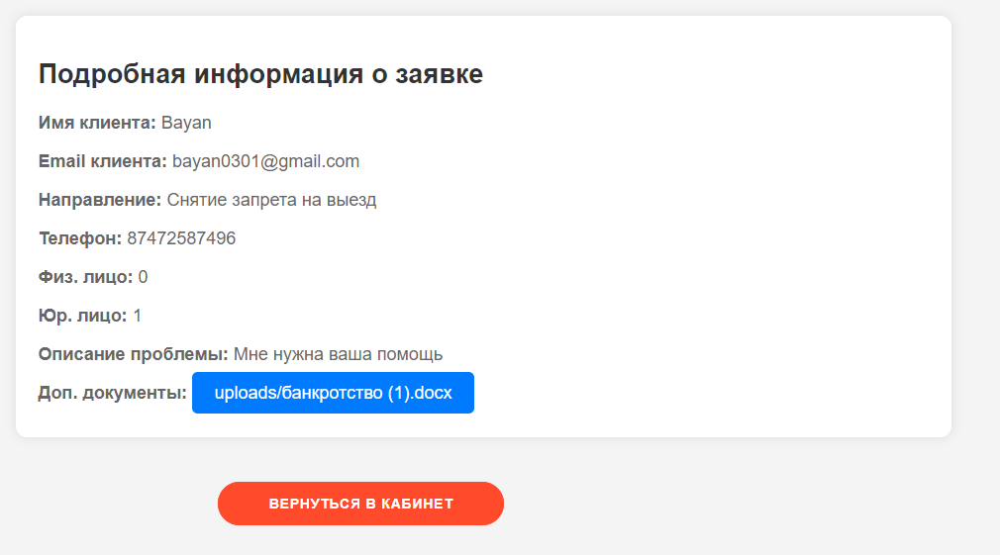 Подробная информация о заявке
Имя клиента: Bayan
Email клиента: bayan0301@gmail.com
Направление: Снятие запрета на выезд
Телефон: 87472587496
Физ. лицо: 0
Юр. лицо: 1
Описание проблемы: Мне нужна ваша помощь
Доп. документы: uploads/банкротство (1).docx
ВЕРНУТЬСЯ В КАБИНЕТ